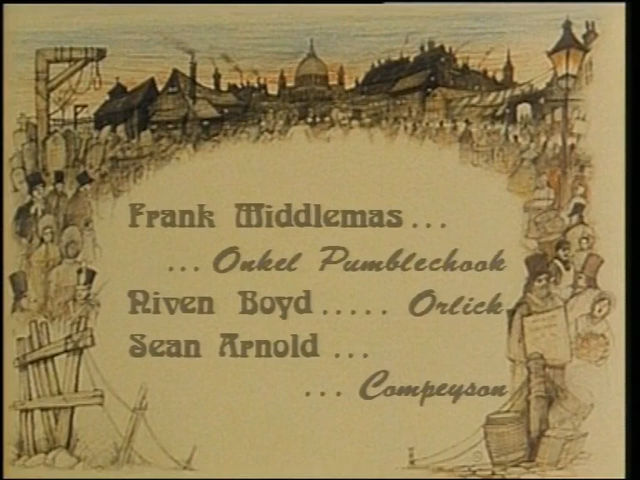 Frank Middlemas ...
... Onkel Pumblechook
Niven Boyd ..... Orlick
Sean Arnold ...
... Compeyson